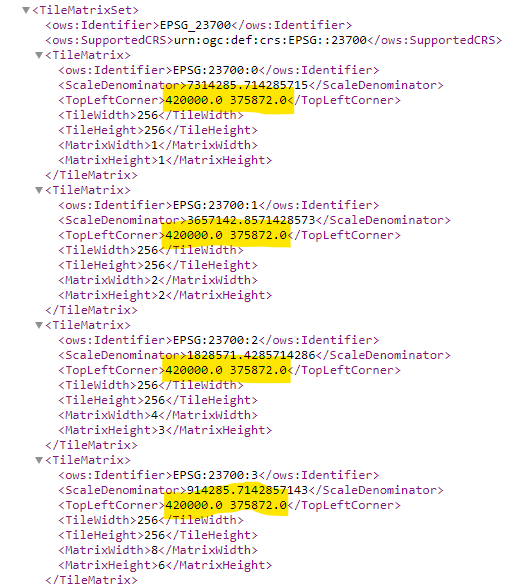 ▼<TileMatrixSet>
<ows:Identifier>EPSG_23700</ows:Identifier>
<ows:SupportedCRS>urn:ogc:def:crs:EPSG::23700</ows:SupportedCRS>
▼<TileMatrix>
<ows:Identifier>EPSG:23700:0</ows:Identifier>
<ScaleDenominator>7314285.714285715</ScaleDenominator>
<TopLeftCorner>420000.0 375872.0</TopLeftCorner>
<TileWidth>256</TileWidth>
<TileHeight>256</TileHeight>
<MatrixWidth>1</MatrixWidth>
<MatrixHeight>1</MatrixHeight>
</TileMatrix>
▼<TileMatrix>
<ows:Identifier>EPSG:23700:1</ows:Identifier>
<ScaleDenominator>3657142.8571428573</ScaleDenominator>
<TopLeftCorner>420000.0 375872.0</TopLeftCorner>
<TileWidth>256</TileWidth>
<TileHeight>256</TileHeight>
<MatrixWidth>2</MatrixWidth>
<MatrixHeight>2</MatrixHeight>
</TileMatrix>
▼<TileMatrix>
<ows:Identifier>EPSG:23700:2</ows:Identifier>
<ScaleDenominator>1828571.4285714286</ScaleDenominator>
<TopLeftCorner>420000.0 375872.0</TopLeftCorner>
<TileWidth>256</TileWidth>
<TileHeight>256</TileHeight>
<MatrixWidth>4</MatrixWidth>
<MatrixHeight>3</MatrixHeight>
</TileMatrix>
▼<TileMatrix>
<ows:Identifier>EPSG:23700:3</ows:Identifier>
<ScaleDenominator>914285.7142857143</ScaleDenominator>
<TopLeftCorner>420000.0 375872.0</TopLeftCorner>
<TileWidth>256</TileWidth>
<TileHeight>256</TileHeight>
<MatrixWidth>8</MatrixWidth>
<MatrixHeight>6</MatrixHeight>
</TileMatrix>